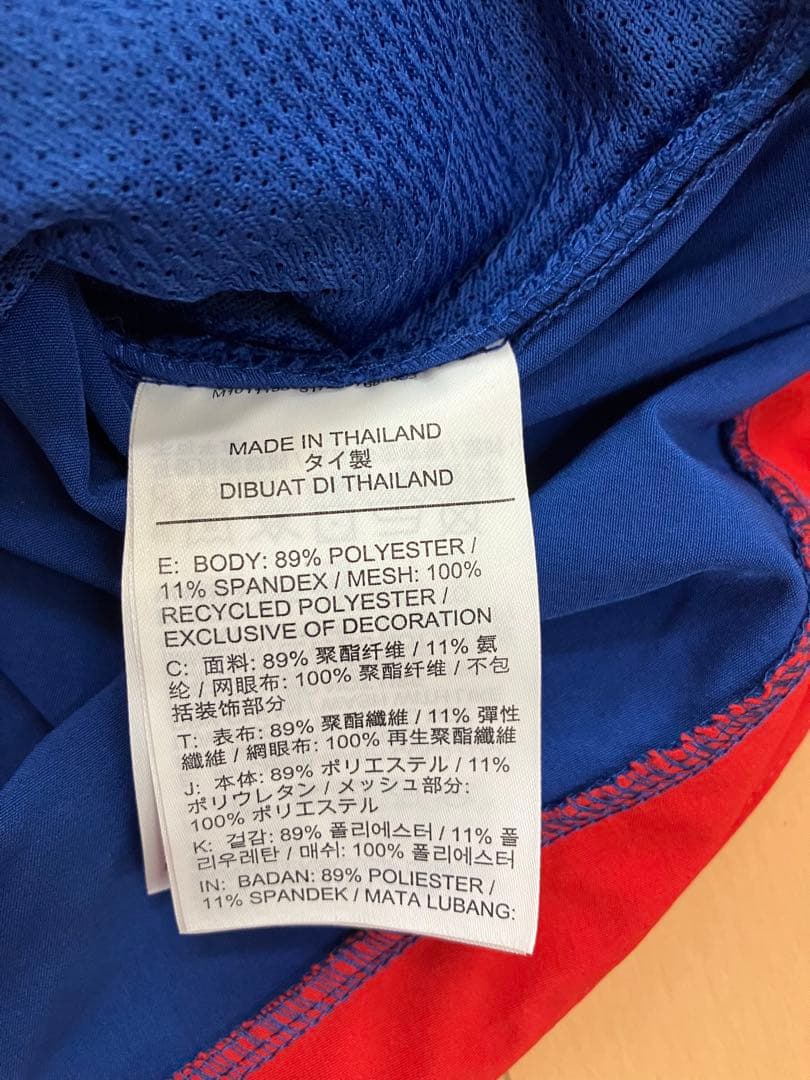 MADE IN THAILAND
タイ製
DIBUAT DI THAILAND
E: BODY: 89% POLYESTER /
11% SPANDEX / MESH: 100%
RECYCLED POLYESTER /
EXCLUSIVE OF DECORATION
C: 面料: 89% 聚酯纤维 / 11% 氨
纶 / 网眼布: 100% 聚酯纤维 / 不包
括装饰部分
T: 表布: 89% 聚酯纖維 / 11% 彈性
纖維 / 網眼布: 100% 再生聚酯纖維
J: 本体: 89% ポリエステル / 11%
ポリウレタン / メッシュ部分:
100% ポリエステル
K: 겉감: 89% 폴리에스터 / 11% 폴
리우레탄 / 매쉬: 100% 폴리에스터
IN: BADAN: 89% POLIESTER /
11% SPANDEK / MATA LUBANG: